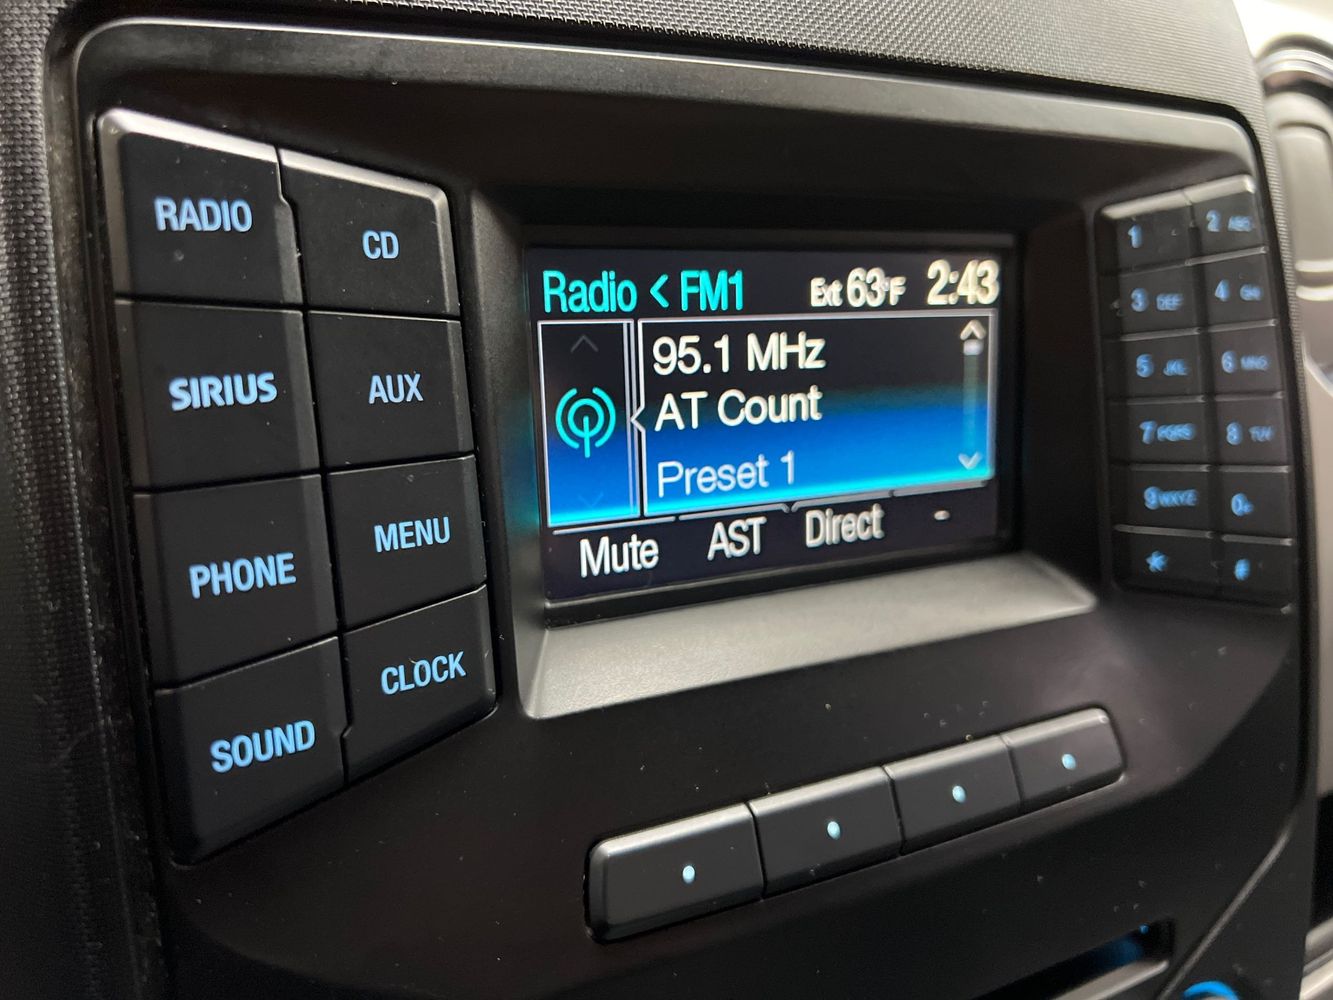 RADIO
CD
SIRIUS
AUX
PHONE
MENU
SOUND
CLOCK
Radio < FM1 Ext 63°F 2:43
95.1 MHz
AT Count
Preset 1
Mute AST Direct -
1 2 ABC
3 DEF 4
5 JKL 6 MNO
7 PQRS 8 TUV
9 WXYZ 0
* #